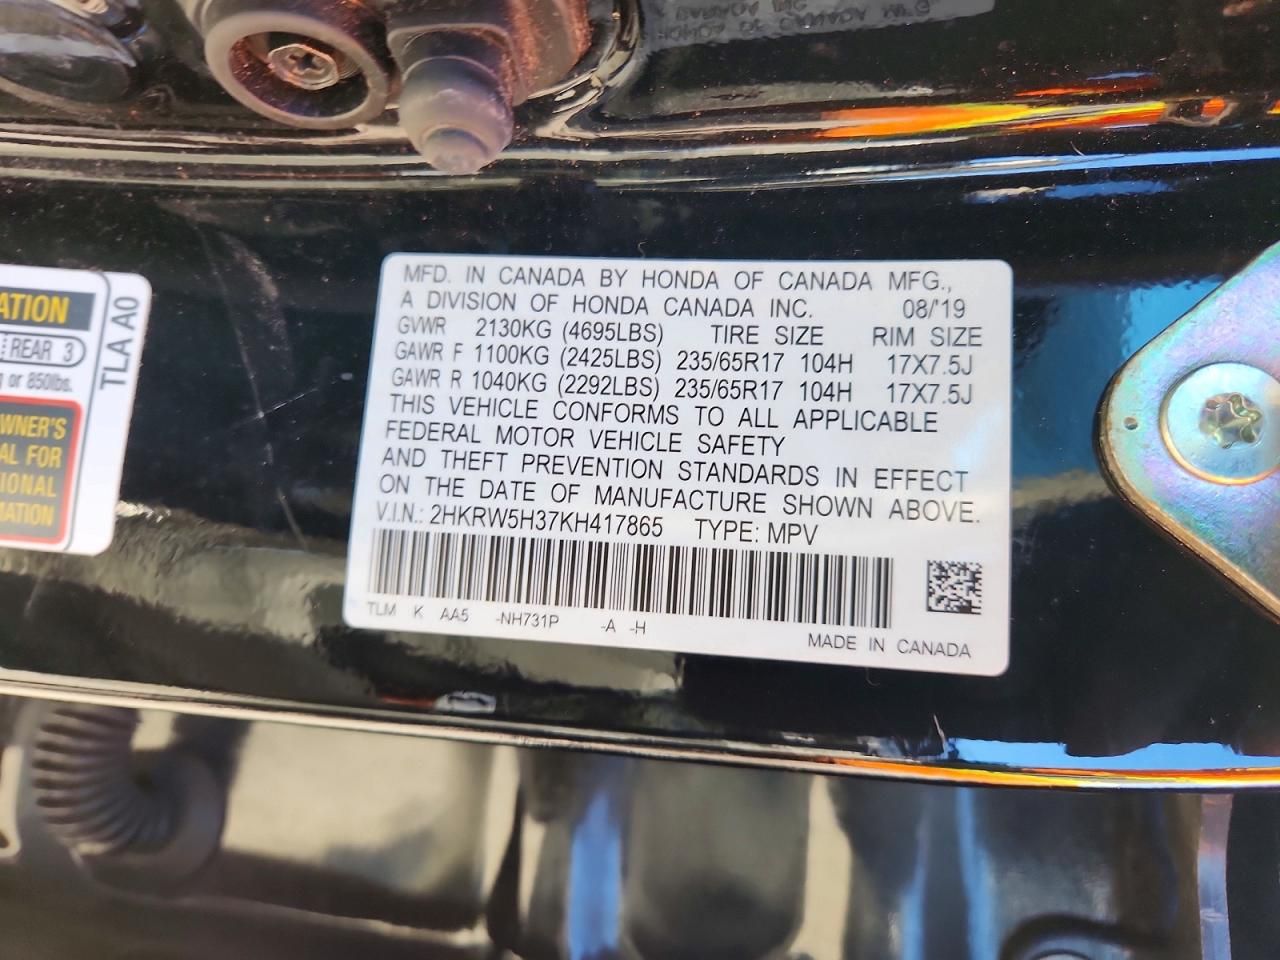 MFD. IN CANADA BY HONDA OF CANADA MFG.,
A DIVISION OF HONDA CANADA INC. 08/'19
GVWR 2130KG (4695LBS) TIRE SIZE RIM SIZE
GAWR F 1100KG (2425LBS) 235/65R17 104H 17X7.5J
GAWR R 1040KG (2292LBS) 235/65R17 104H 17X7.5J
THIS VEHICLE CONFORMS TO ALL APPLICABLE
FEDERAL MOTOR VEHICLE SAFETY
AND THEFT PREVENTION STANDARDS IN EFFECT
ON THE DATE OF MANUFACTURE SHOWN ABOVE.
V.I.N.: 2HKRW5H37KH417865 TYPE: MPV
TLM K AA5 -NH731P -A -H
MADE IN CANADA
ATION
REAR 3
g or 850lbs.
WNER'S
AL FOR
IONAL
MATION
TLA A0